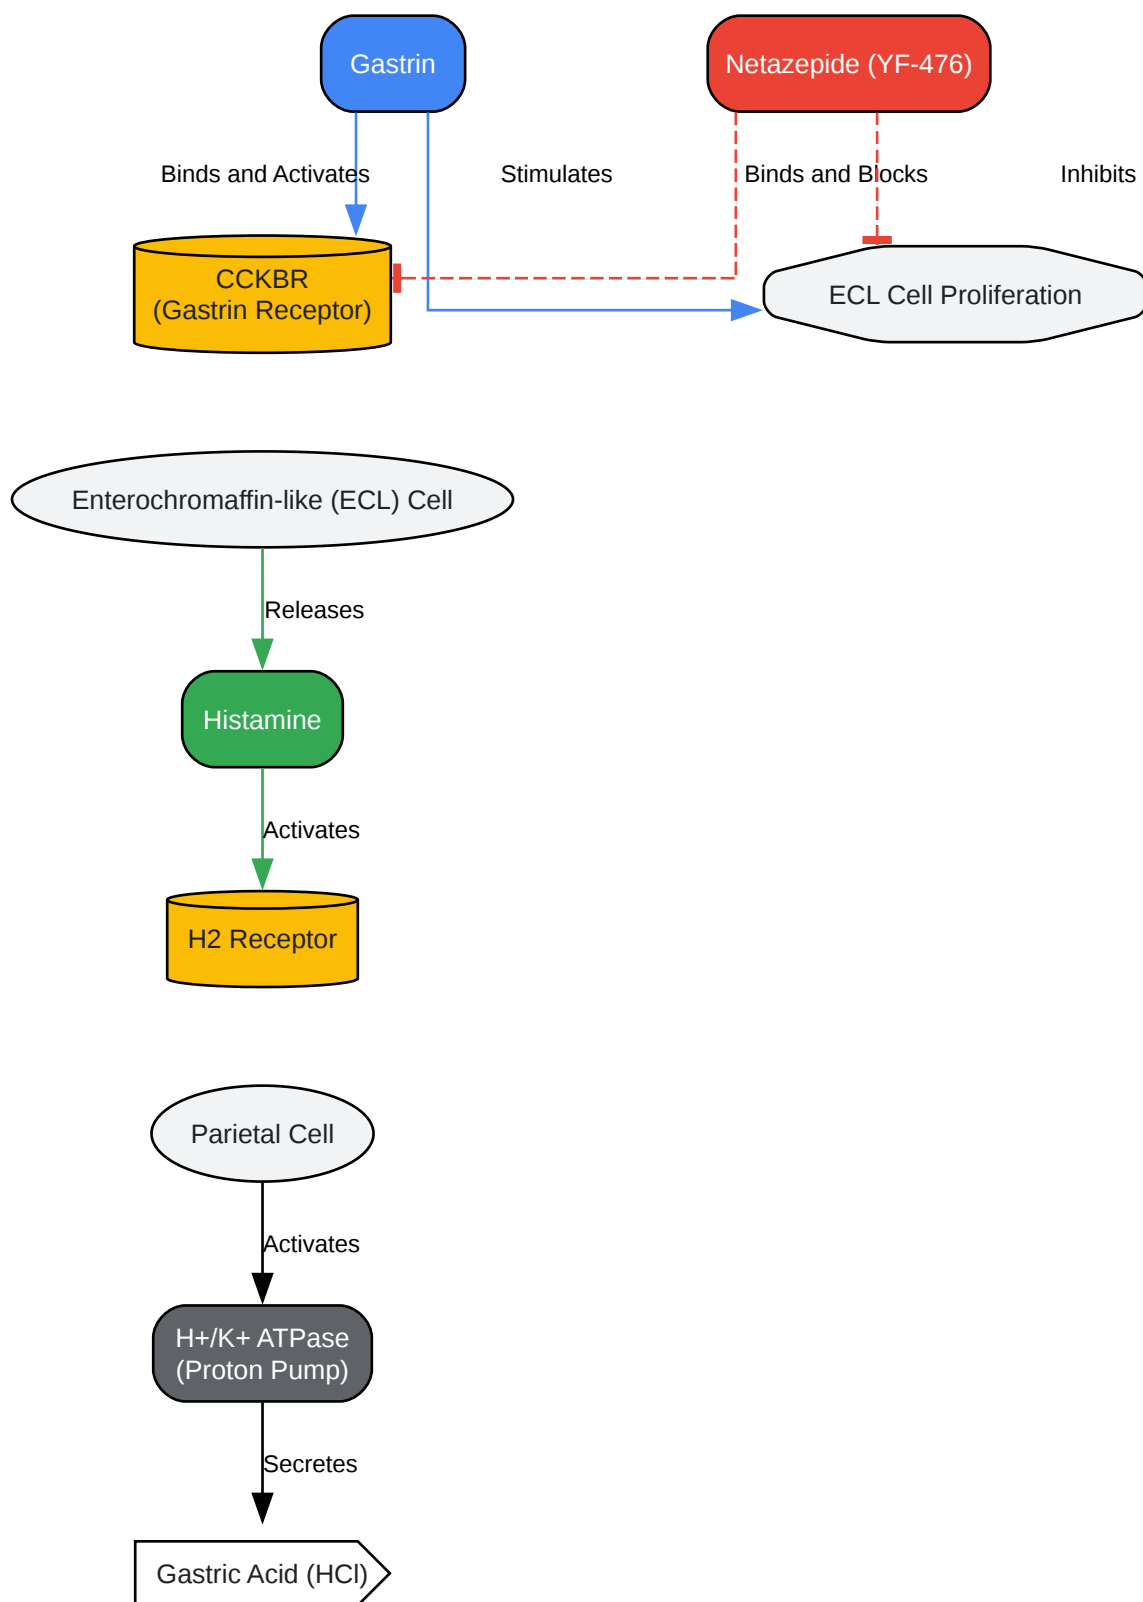 Gastrin
Netazepide (YF-476)
Binds and Activates
Stimulates
Binds and Blocks
Inhibits
CCKBR
(Gastrin Receptor)
ECL Cell Proliferation
Enterochromaffin-like (ECL) Cell
Releases
Histamine
Activates
H2 Receptor
Parietal Cell
Activates
H+/K+ ATPase
(Proton Pump)
Secretes
Gastric Acid (HCl)